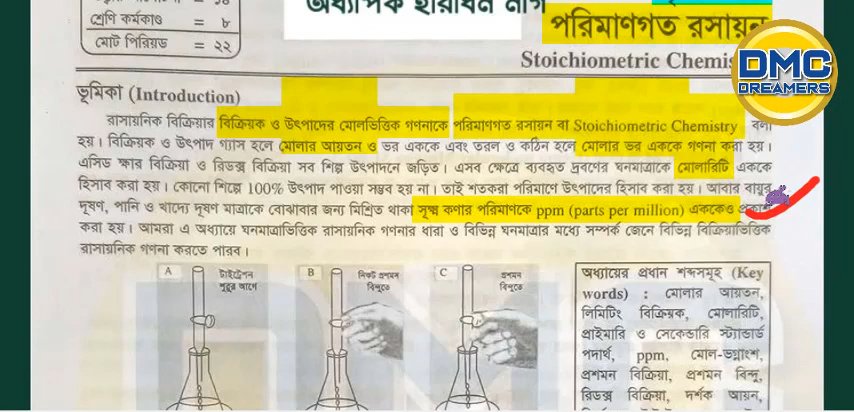 অধ্যাপক হারাধন নাগ
শ্রেণি কর্মকাণ্ড = ৮
মোট পিরিয়ড = ২২
পরিমাণগত রসায়ন
Stoichiometric
DMC
DREAMERS
ভূমিকা (Introduction)
রাসায়নিক বিক্রিয়ার বিক্রিয়ক ও উৎপাদের মোলভিত্তিক গণনাকে পরিমাণগত রসায়ন বা Stoichiometric Chemistry বলা
হয়। বিক্রিয়ক ও উৎপাদ গ্যাস হলে মোলার আয়তন ও ভর এককে এবং তরল ও কঠিন হলে মোলার ভর এককে গণনা করা হয়।
এসিড ক্ষার বিক্রিয়া ও রিডক্স বিক্রিয়া সব শিল্প উৎপাদনে জড়িত। এসব ক্ষেত্রে ব্যবহৃত দ্রবণের ঘনমাত্রাকে মোলারিটি এককে
হিসাব করা হয়। কোনো শিল্পে 100% উৎপাদ পাওয়া সম্ভব হয় না। তাই শতকরা পরিমাণে উৎপাদের হিসাব করা হয়। আবার বায়ুর
দূষণ, পানি ও খাদ্যে দূষণ মাত্রাকে বোঝাবার জন্য মিশ্রিত থাকা সূক্ষ্ম কণার পরিমাণকে ppm (parts per million) এককেও প্রকাশ
করা হয়। আমরা এ অধ্যায়ে ঘনমাত্রাভিত্তিক রাসায়নিক গণনার ধারা ও বিভিন্ন ঘনমাত্রার মধ্যে সম্পর্ক জেনে বিভিন্ন বিক্রিয়াভিত্তিক
রাসায়নিক গণনা করতে পারব।
A
টাইট্রেশন
শুরুর আগে
B
নিকট প্রশমন
বিন্দুতে
C
প্রশমন
বিন্দুতে
অধ্যায়ের প্রধান শব্দসমূহ (Key
words) : মোলার আয়তন,
লিমিটিং বিক্রিয়ক, মোলারিটি,
প্রাইমারি ও সেকেন্ডারি স্ট্যান্ডার্ড
পদার্থ, ppm, মোল-ভগ্নাংশ,
প্রশমন বিক্রিয়া, প্রশমন বিন্দু,
রিডক্স বিক্রিয়া, দর্শক আয়ন,